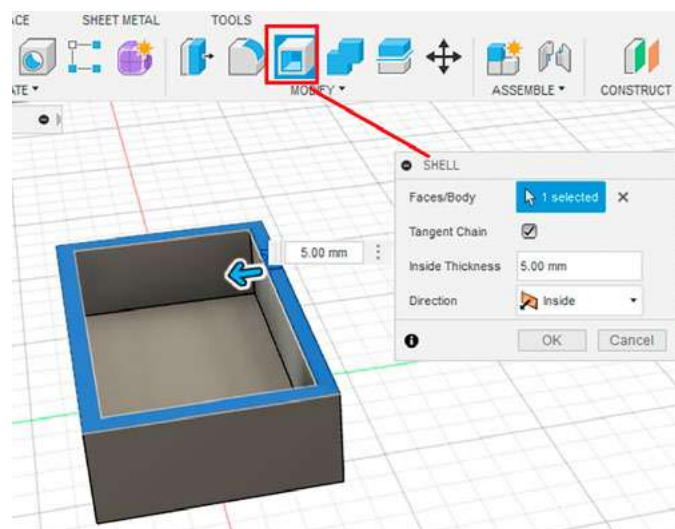 ACE SHEET METAL TOOLS
ATE ▾ MODIFY ▾ ASSEMBLE ▾ CONSTRUCT
SHELL
Faces/Body 1 selected
Tangent Chain
5.00 mm
Inside Thickness 5.00 mm
Direction Inside
OK Cancel